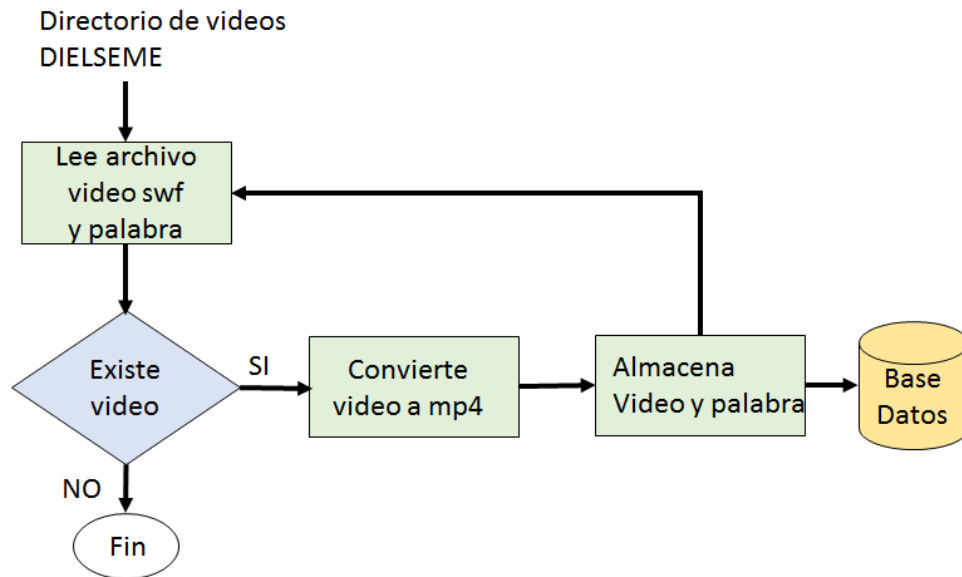 Directorio de videos
DIELSEME
Lee archivo
video swf
y palabra
Existe
video
SI
Convierte
video a mp4
Almacena
Video y palabra
Base
Datos
NO
Fin